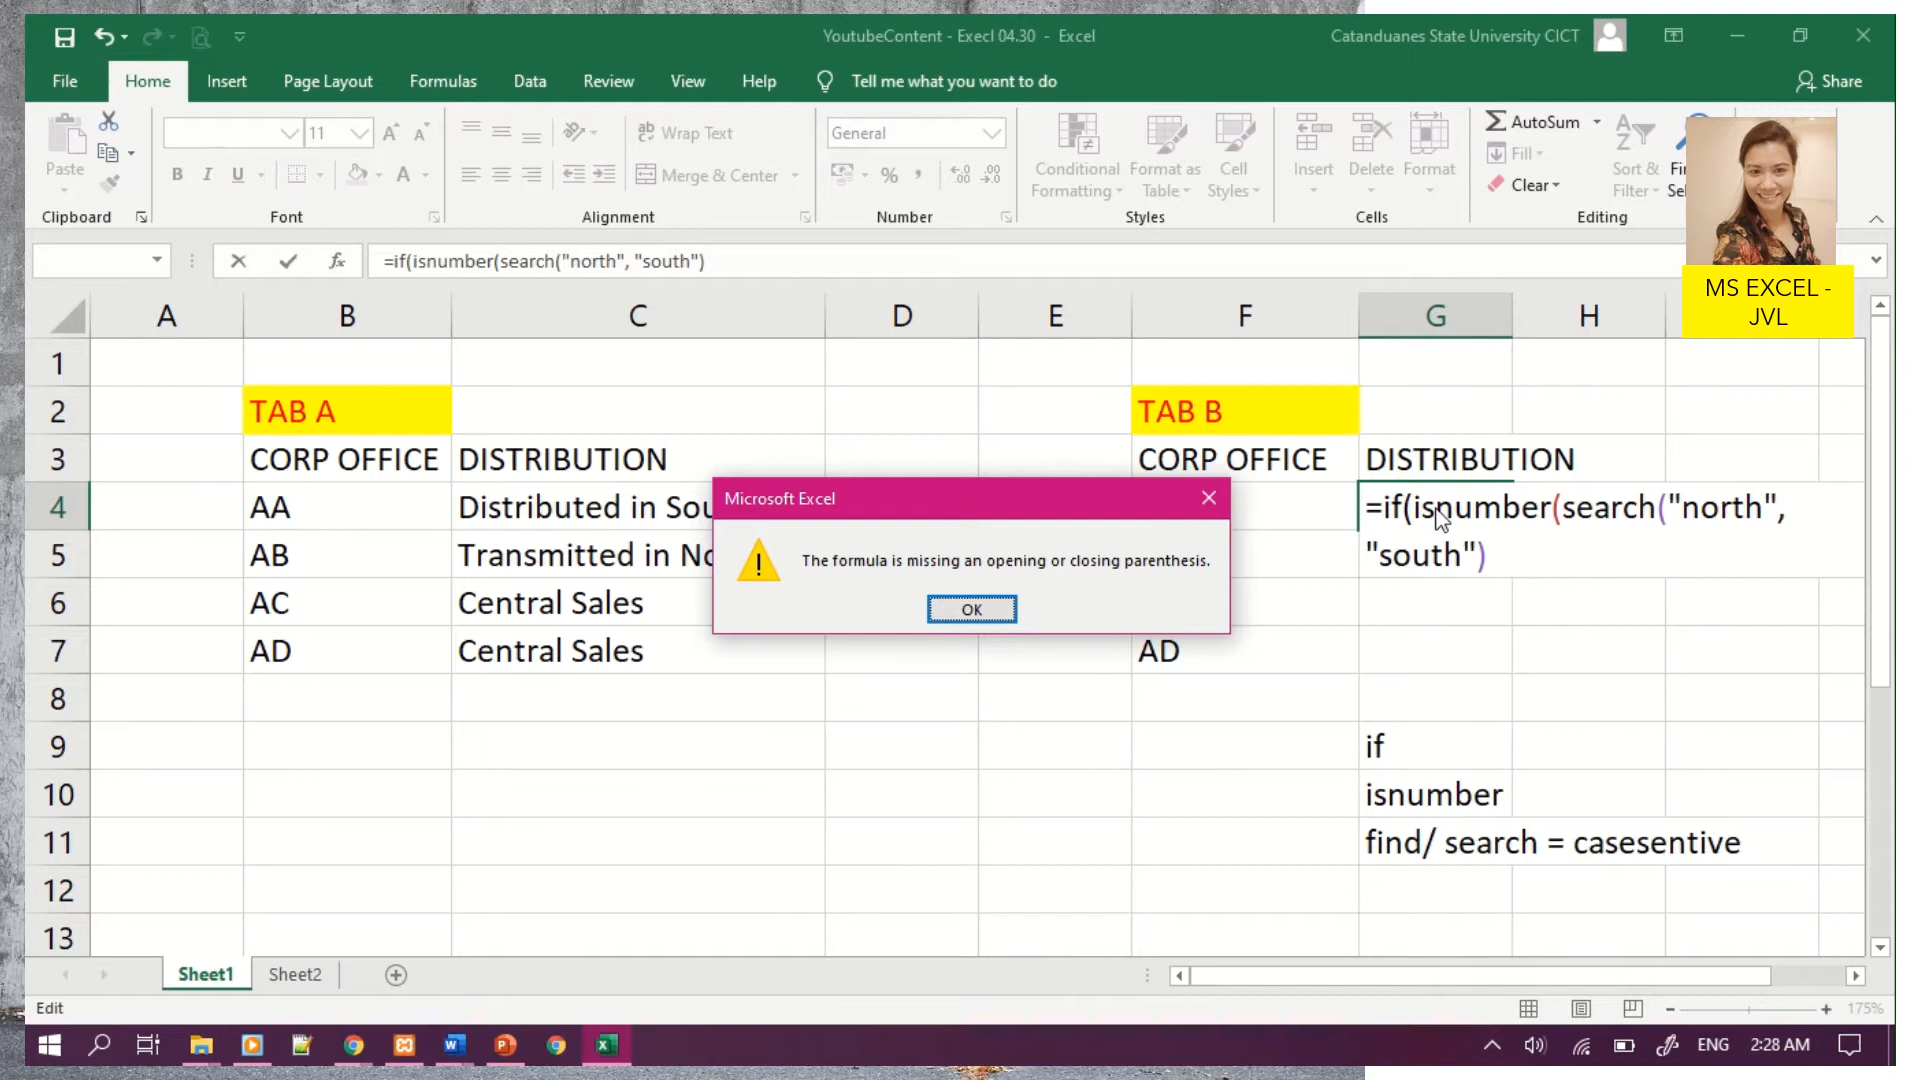 YoutubeContent - Execl 04.30 - Excel
Catanduanes State University CICT
File Home Insert Page Layout Formulas Data Review View Help Tell me what you want to do Share
Paste
11
B I U A
Wrap Text
Merge & Center
General
% ,
Conditional Formatting
Format as Table
Cell Styles
Insert Delete Format
AutoSum
Fill
Clear
Sort & Filter
Clipboard Font Alignment Number Styles Cells Editing
MS EXCEL - JVL
=if(isnumber(search("north", "south")
A B C D E F G H
1
2 TAB A TAB B
3 CORP OFFICE DISTRIBUTION CORP OFFICE DISTRIBUTION
4 AA Distributed in Sou =if(isnumber(search("north",
"south")
5 AB Transmitted in No
6 AC Central Sales
7 AD Central Sales AD
8
9 if
10 isnumber
11 find/ search = casesentive
12
13
Microsoft Excel
The formula is missing an opening or closing parenthesis.
OK
Sheet1 Sheet2
Edit
175%
ENG 2:28 AM